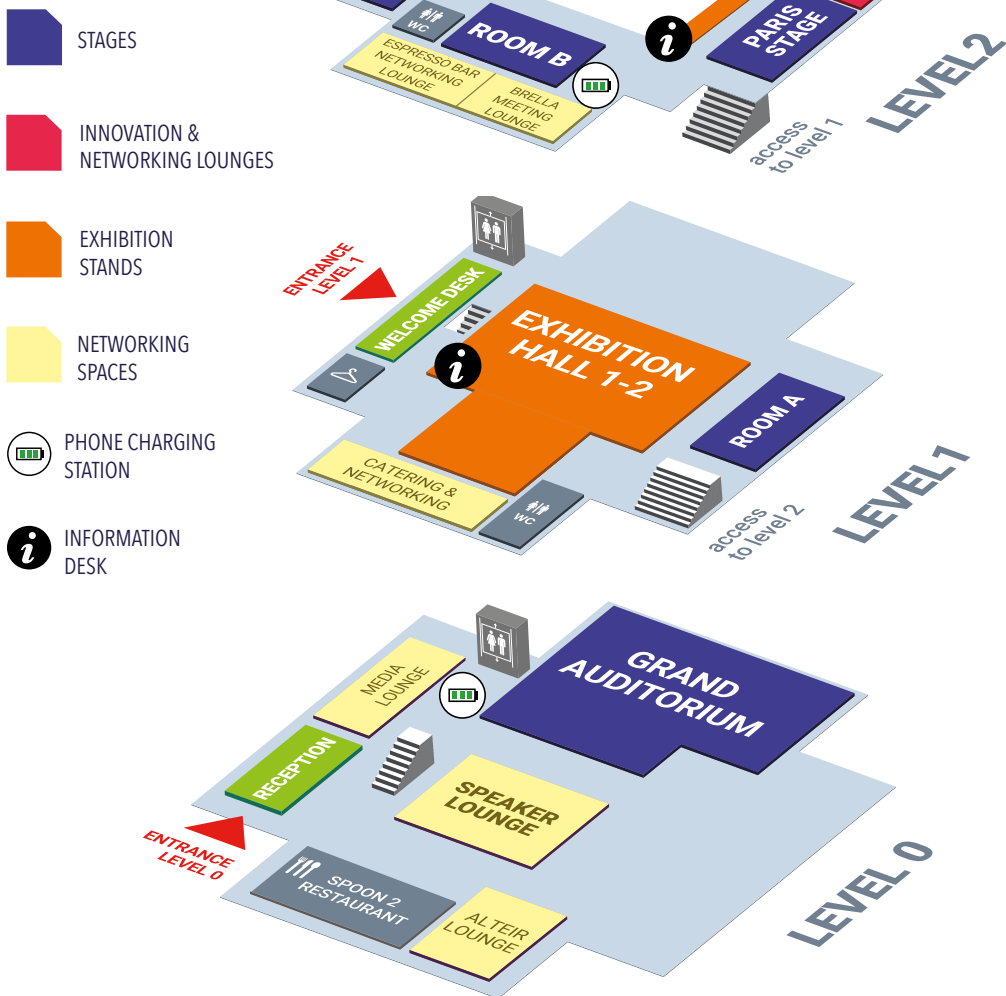 STAGES
INNOVATION &
NETWORKING LOUNGES
EXHIBITION
STANDS
NETWORKING
SPACES
PHONE CHARGING
STATION
i
INFORMATION
DESK
WC
ROOM B
ESPRESSO BAR
NETWORKING
LOUNGE
BRELLA
MEETING
LOUNGE
i
PARIS
STAGE
access
to level 1
LEVEL2
ENTRANCE
LEVEL 1
WELCOME DESK
i
EXHIBITION
HALL 1-2
ROOM A
CATERING &
NETWORKING
WC
access
to level 2
LEVEL1
MEDIA
LOUNGE
GRAND
AUDITORIUM
RECEPTION
SPEAKER
LOUNGE
ENTRANCE
LEVEL 0
SPOON 2
RESTAURANT
ALTEIR
LOUNGE
LEVEL 0